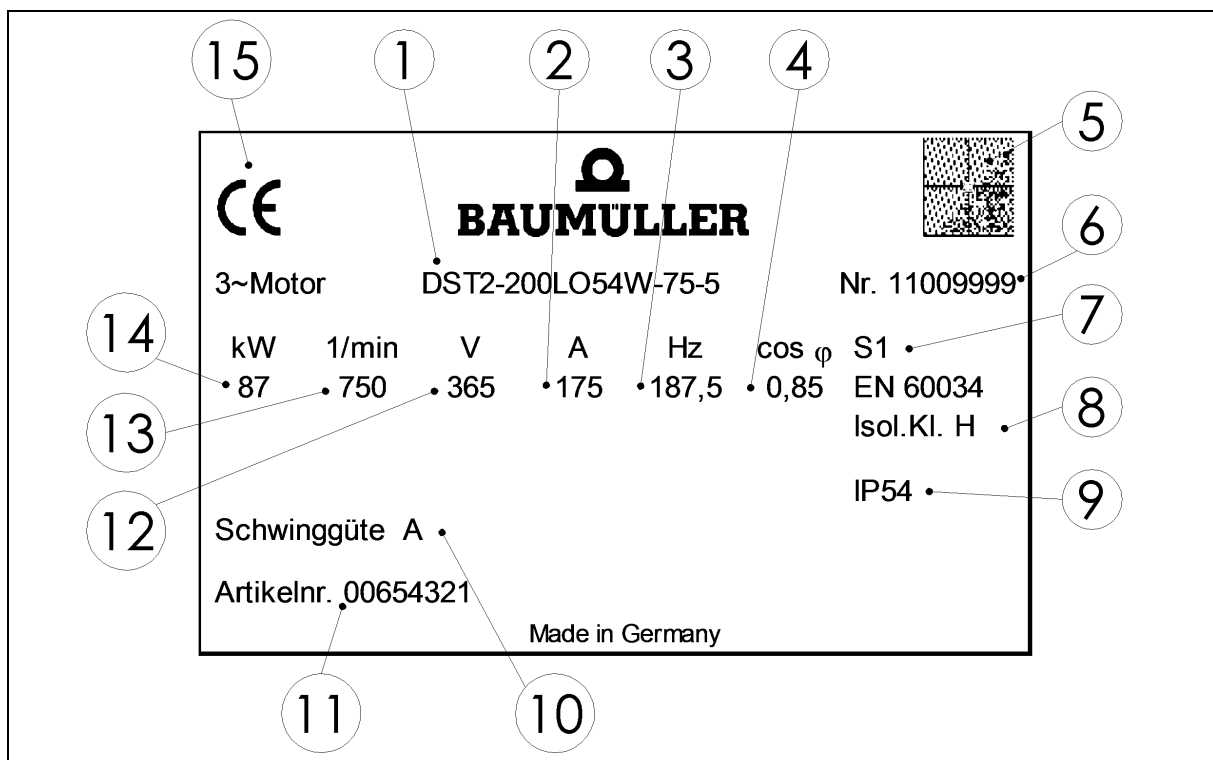 15 1 2 3 4
5
CE
BAUMÜLLER
6
3~Motor DST2-200LO54W-75-5 Nr. 11009999
7
14 kW 1/min V A Hz cos φ S1
87 750 365 175 187,5 0,85 EN 60034
13 Isol.Kl. H 8
IP54 9
12
Schwinggüte A
Artikelnr. 00654321
Made in Germany
11 10